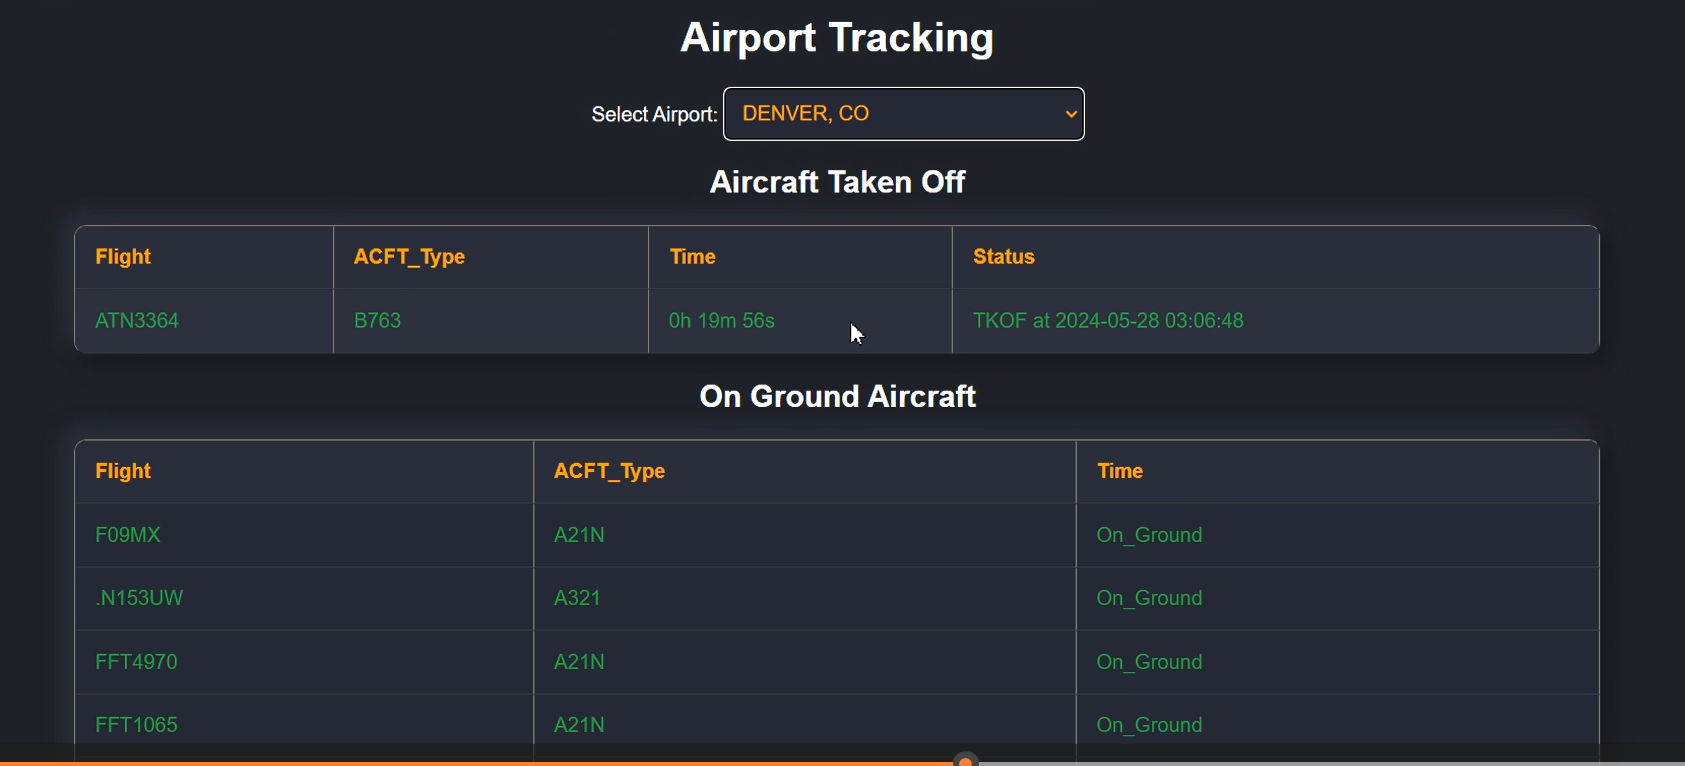 Airport Tracking
Select Airport: DENVER, CO
Aircraft Taken Off
Flight ACFT_Type Time Status
ATN3364 B763 0h 19m 56s TKOF at 2024-05-28 03:06:48
On Ground Aircraft
Flight ACFT_Type Time
F09MX A21N On_Ground
.N153UW A321 On_Ground
FFT4970 A21N On_Ground
FFT1065 A21N On_Ground